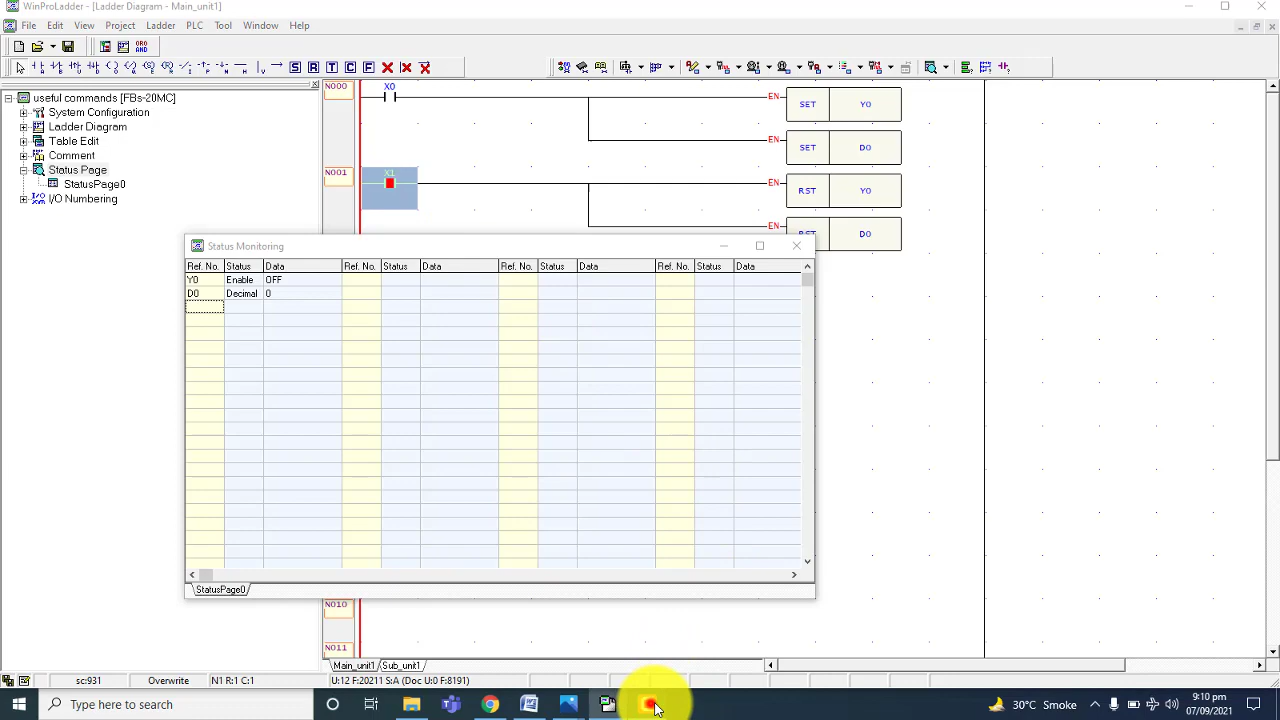 WinProLadder - [Ladder Diagram - Main_unit1]
File Edit View Project Ladder PLC Tool Window Help
ORG AND
S R T C F
useful commands [FBs-20MC]
System Configuration
Ladder Diagram
Table Edit
Comment
Status Page
StatusPage0
I/O Numbering
N000 X0 EN SET Y0
EN SET D0
N001 X1 EN RST Y0
EN RST D0
Status Monitoring
Ref. No. Status Data Ref. No. Status Data Ref. No. Status Data Ref. No. Status Data
Y0 Enable OFF
D0 Decimal 0
StatusPage0
N010
N011
Main_unit1 Sub_unit1
sc:931 Overwrite N1 R:1 C:1 U:12 F:20211 S:A (Doc U:0 F:8191)
Type here to search
30°C Smoke
9:10 pm
07/09/2021